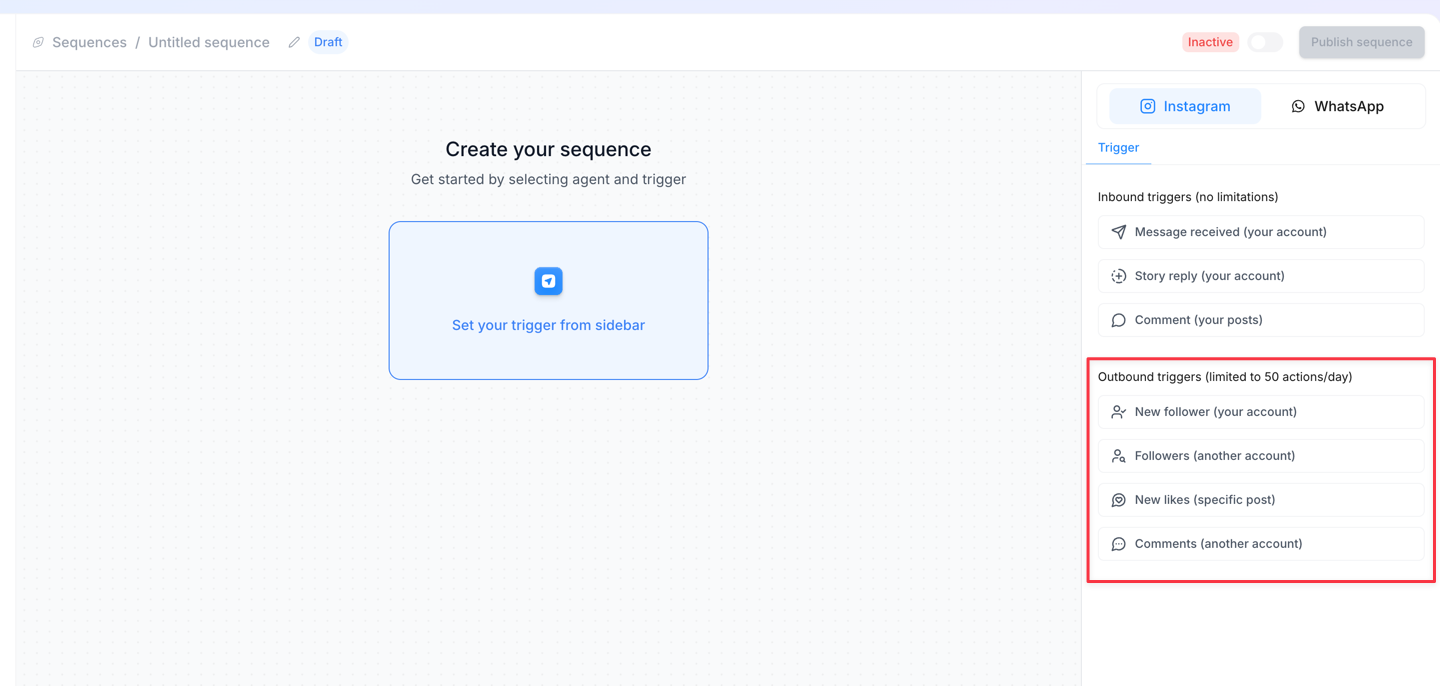 Sequences / Untitled sequence Draft
Inactive Publish sequence
Create your sequence
Get started by selecting agent and trigger
Set your trigger from sidebar
Instagram WhatsApp
Trigger
Inbound triggers (no limitations)
Message received (your account)
Story reply (your account)
Comment (your posts)
Outbound triggers (limited to 50 actions/day)
New follower (your account)
Followers (another account)
New likes (specific post)
Comments (another account)